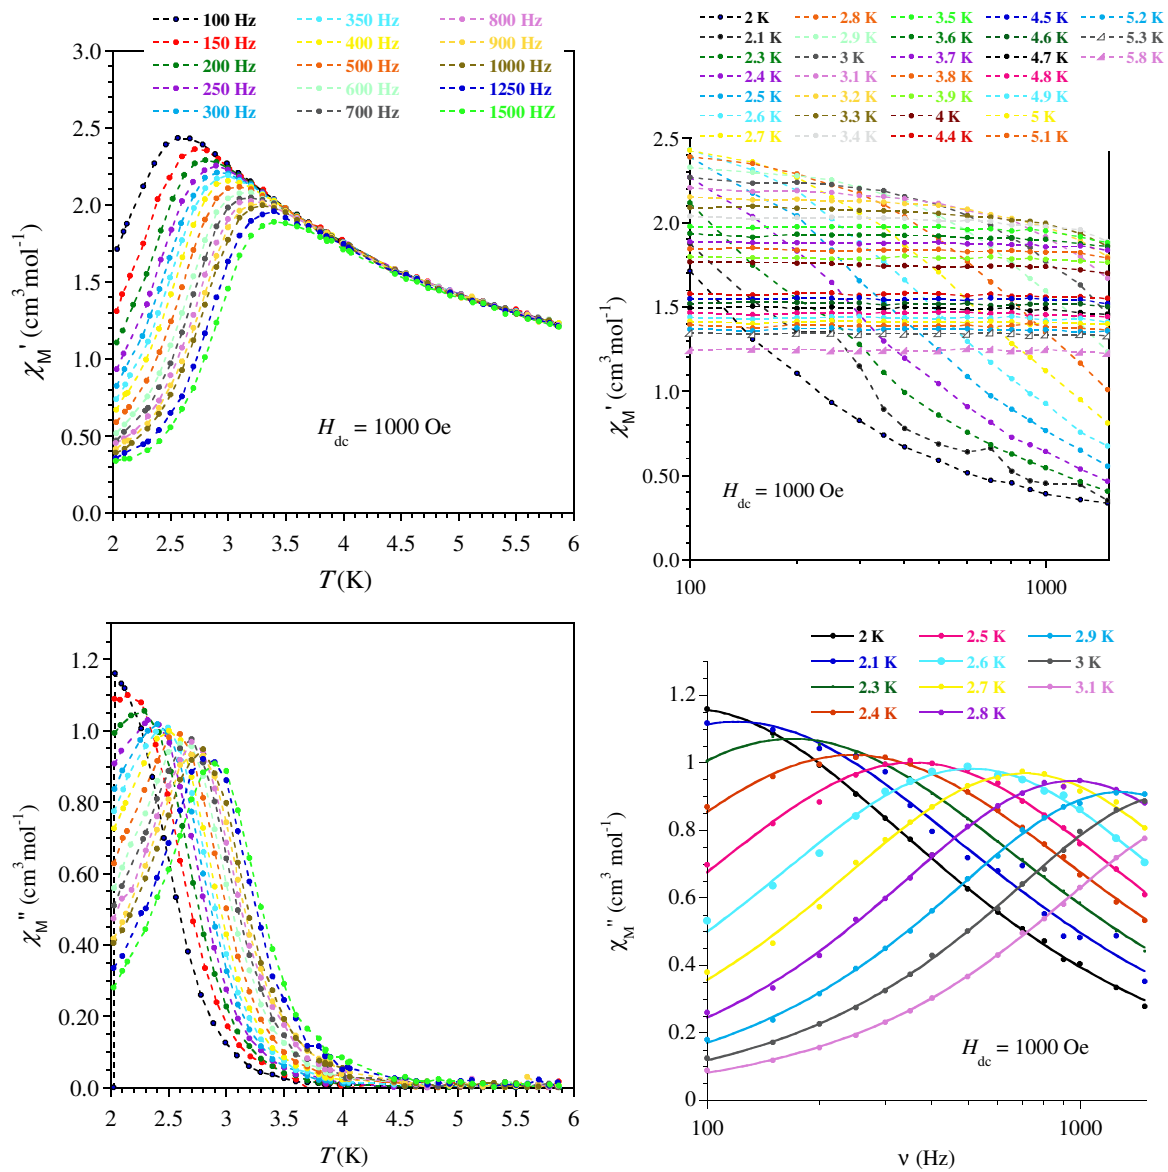 100 Hz 350 Hz 800 Hz
150 Hz 400 Hz 900 Hz
200 Hz 500 Hz 1000 Hz
250 Hz 600 Hz 1250 Hz
300 Hz 700 Hz 1500 HZ
3.0
2.5
2.0
1.5
1.0
0.50
0.0
χM' (cm³mol⁻¹)
Hdc = 1000 Oe
2 2.5 3 3.5 4 4.5 5 5.5 6
T (K)
2 K 2.8 K 3.5 K 4.5 K 5.2 K
2.1 K 2.9 K 3.6 K 4.6 K 5.3 K
2.3 K 3 K 3.7 K 4.7 K 5.8 K
2.4 K 3.1 K 3.8 K 4.8 K
2.5 K 3.2 K 3.9 K 4.9 K
2.6 K 3.3 K 4 K 5 K
2.7 K 3.4 K 4.4 K 5.1 K
2.5
2.0
1.5
1.0
0.50
0.0
χM' (cm³mol⁻¹)
Hdc = 1000 Oe
100 1000
1.2
1.0
0.80
0.60
0.40
0.20
0.0
χM'' (cm³mol⁻¹)
2 2.5 3 3.5 4 4.5 5 5.5 6
T (K)
2 K 2.5 K 2.9 K
2.1 K 2.6 K 3 K
2.3 K 2.7 K 3.1 K
2.4 K 2.8 K
1.2
1
0.8
0.6
0.4
0.2
0
χM'' (cm³mol⁻¹)
Hdc = 1000 Oe
100 1000
ν (Hz)